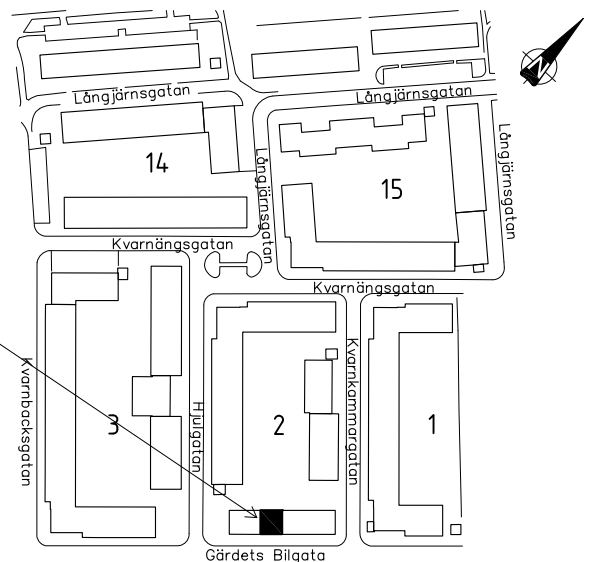 Långjärnsgatan
Långjärnsgatan
N
14
15
Långjärnsgatan
Långjärnsgatan
Kvarnängsgatan
Kvarnängsgatan
Kvarnbacksgatan
3
Hjulgatan
2
Kvarnkammargatan
1
Gärdets Bilgata